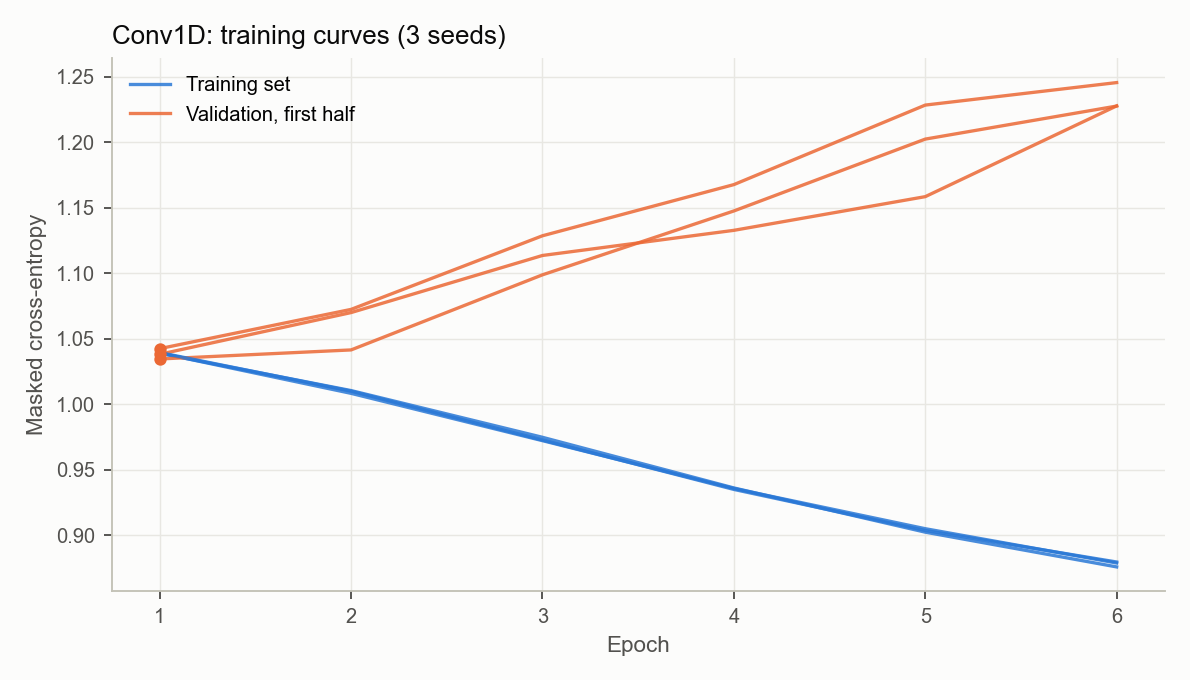 Conv1D: training curves (3 seeds)
Training set
Validation, first half
1.25
1.20
1.15
1.10
1.05
1.00
0.95
0.90
Masked cross-entropy
1 2 3 4 5 6
Epoch